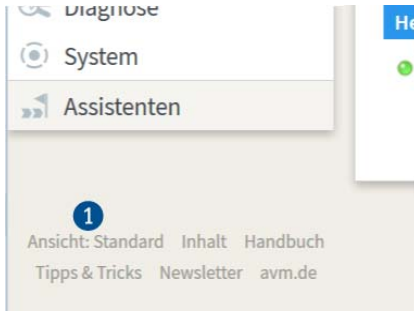 Diagnose
He
System
Assistenten
1
Ansicht: Standard Inhalt Handbuch
Tipps & Tricks Newsletter avm.de